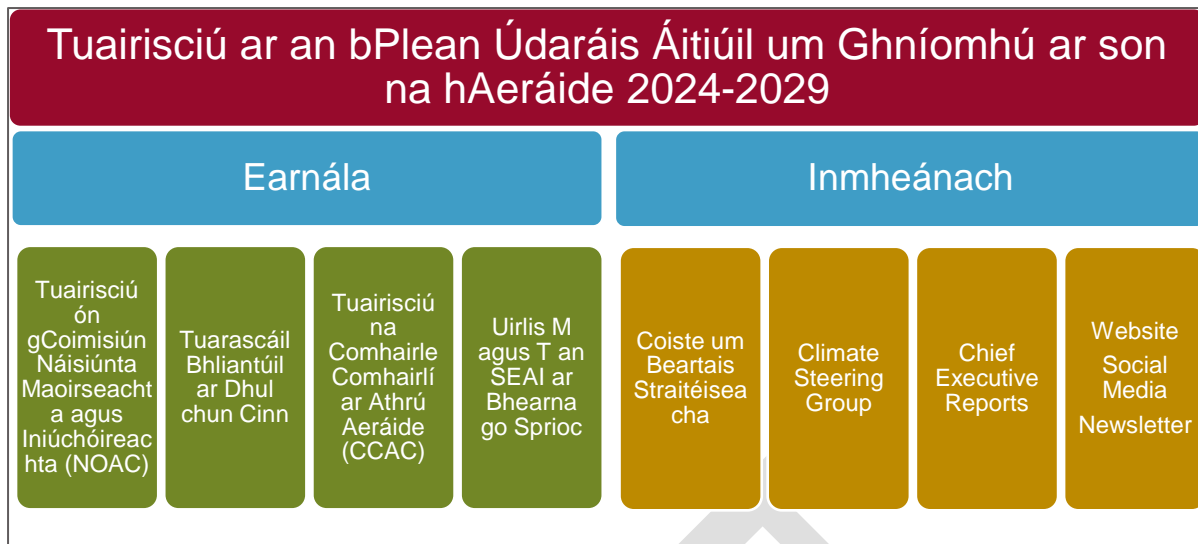 Tuairisciú ar an bPlean Údaráis Áitiúil um Ghníomhú ar son
na hAeráide 2024-2029
Earnála
Inmheánach
Tuairisciú
ón
gCoimisiún
Náisiúnta
Maoirseacht
a agus
Iniúchóireac
hta (NOAC)
Tuarascáil
Bhliantúil
ar Dhul
chun Cinn
Tuairisciú
na
Comhairle
Comhairlí
ar Athrú
Aeráide
(CCAC)
Uirlis M
agus T an
SEAI ar
Bhearna
go Sprioc
Coiste um
Beartais
Straitéisea
cha
Climate
Steering
Group
Chief
Executive
Reports
Website
Social
Media
Newsletter